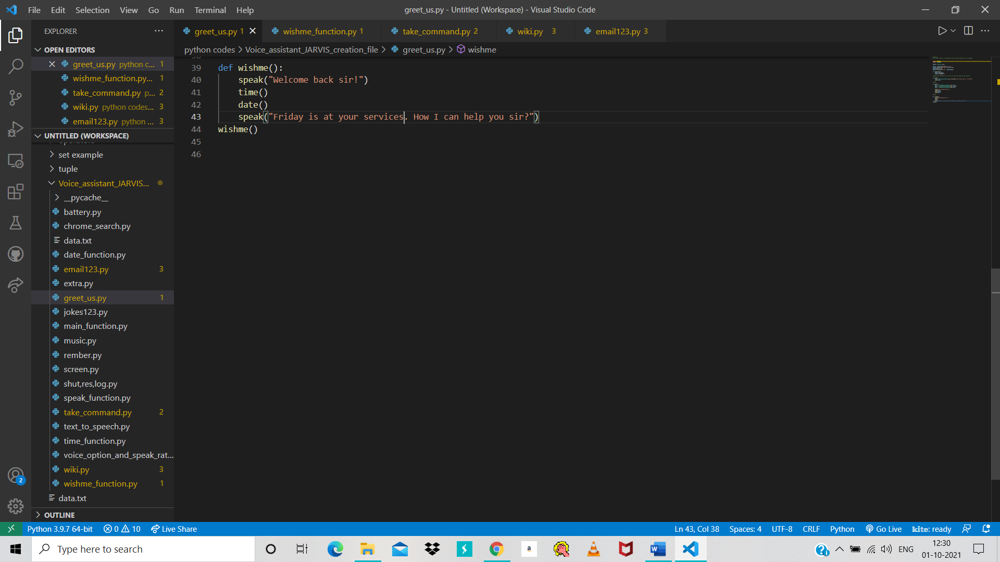 File Edit Selection View Go Run Terminal Help
greet_us.py - Untitled (Workspace) - Visual Studio Code
EXPLORER
OPEN EDITORS
greet_us.py python c... 1
wishme_function.py... 1
take_command.py p... 2
wiki.py python codes... 3
email123.py python ... 3
UNTITLED (WORKSPACE)
set example
tuple
Voice_assistant_JARVIS...
__pycache__
battery.py
chrome_search.py
data.txt
date_function.py
email123.py 3
extra.py
greet_us.py 1
jokes123.py
main_function.py
music.py
rember.py
screen.py
shut,res,log.py
speak_function.py
take_command.py 2
text_to_speech.py
time_function.py
voice_option_and_speak_rat...
wiki.py 3
wishme_function.py 1
data.txt
OUTLINE
2
greet_us.py 1 wishme_function.py 1 take_command.py 2 wiki.py 3 email123.py 3
python codes > Voice_assistant_JARVIS_creation_file > greet_us.py > wishme
39 def wishme():
40 speak("Welcome back sir!")
41 time()
42 date()
43 speak("Friday is at your services. How I can help you sir?")
44 wishme()
45
46
Python 3.9.7 64-bit 0 10 Live Share
Ln 43, Col 38 Spaces: 4 UTF-8 CRLF Python Go Live kite: ready
Type here to search
a
ENG
12:30
01-10-2021